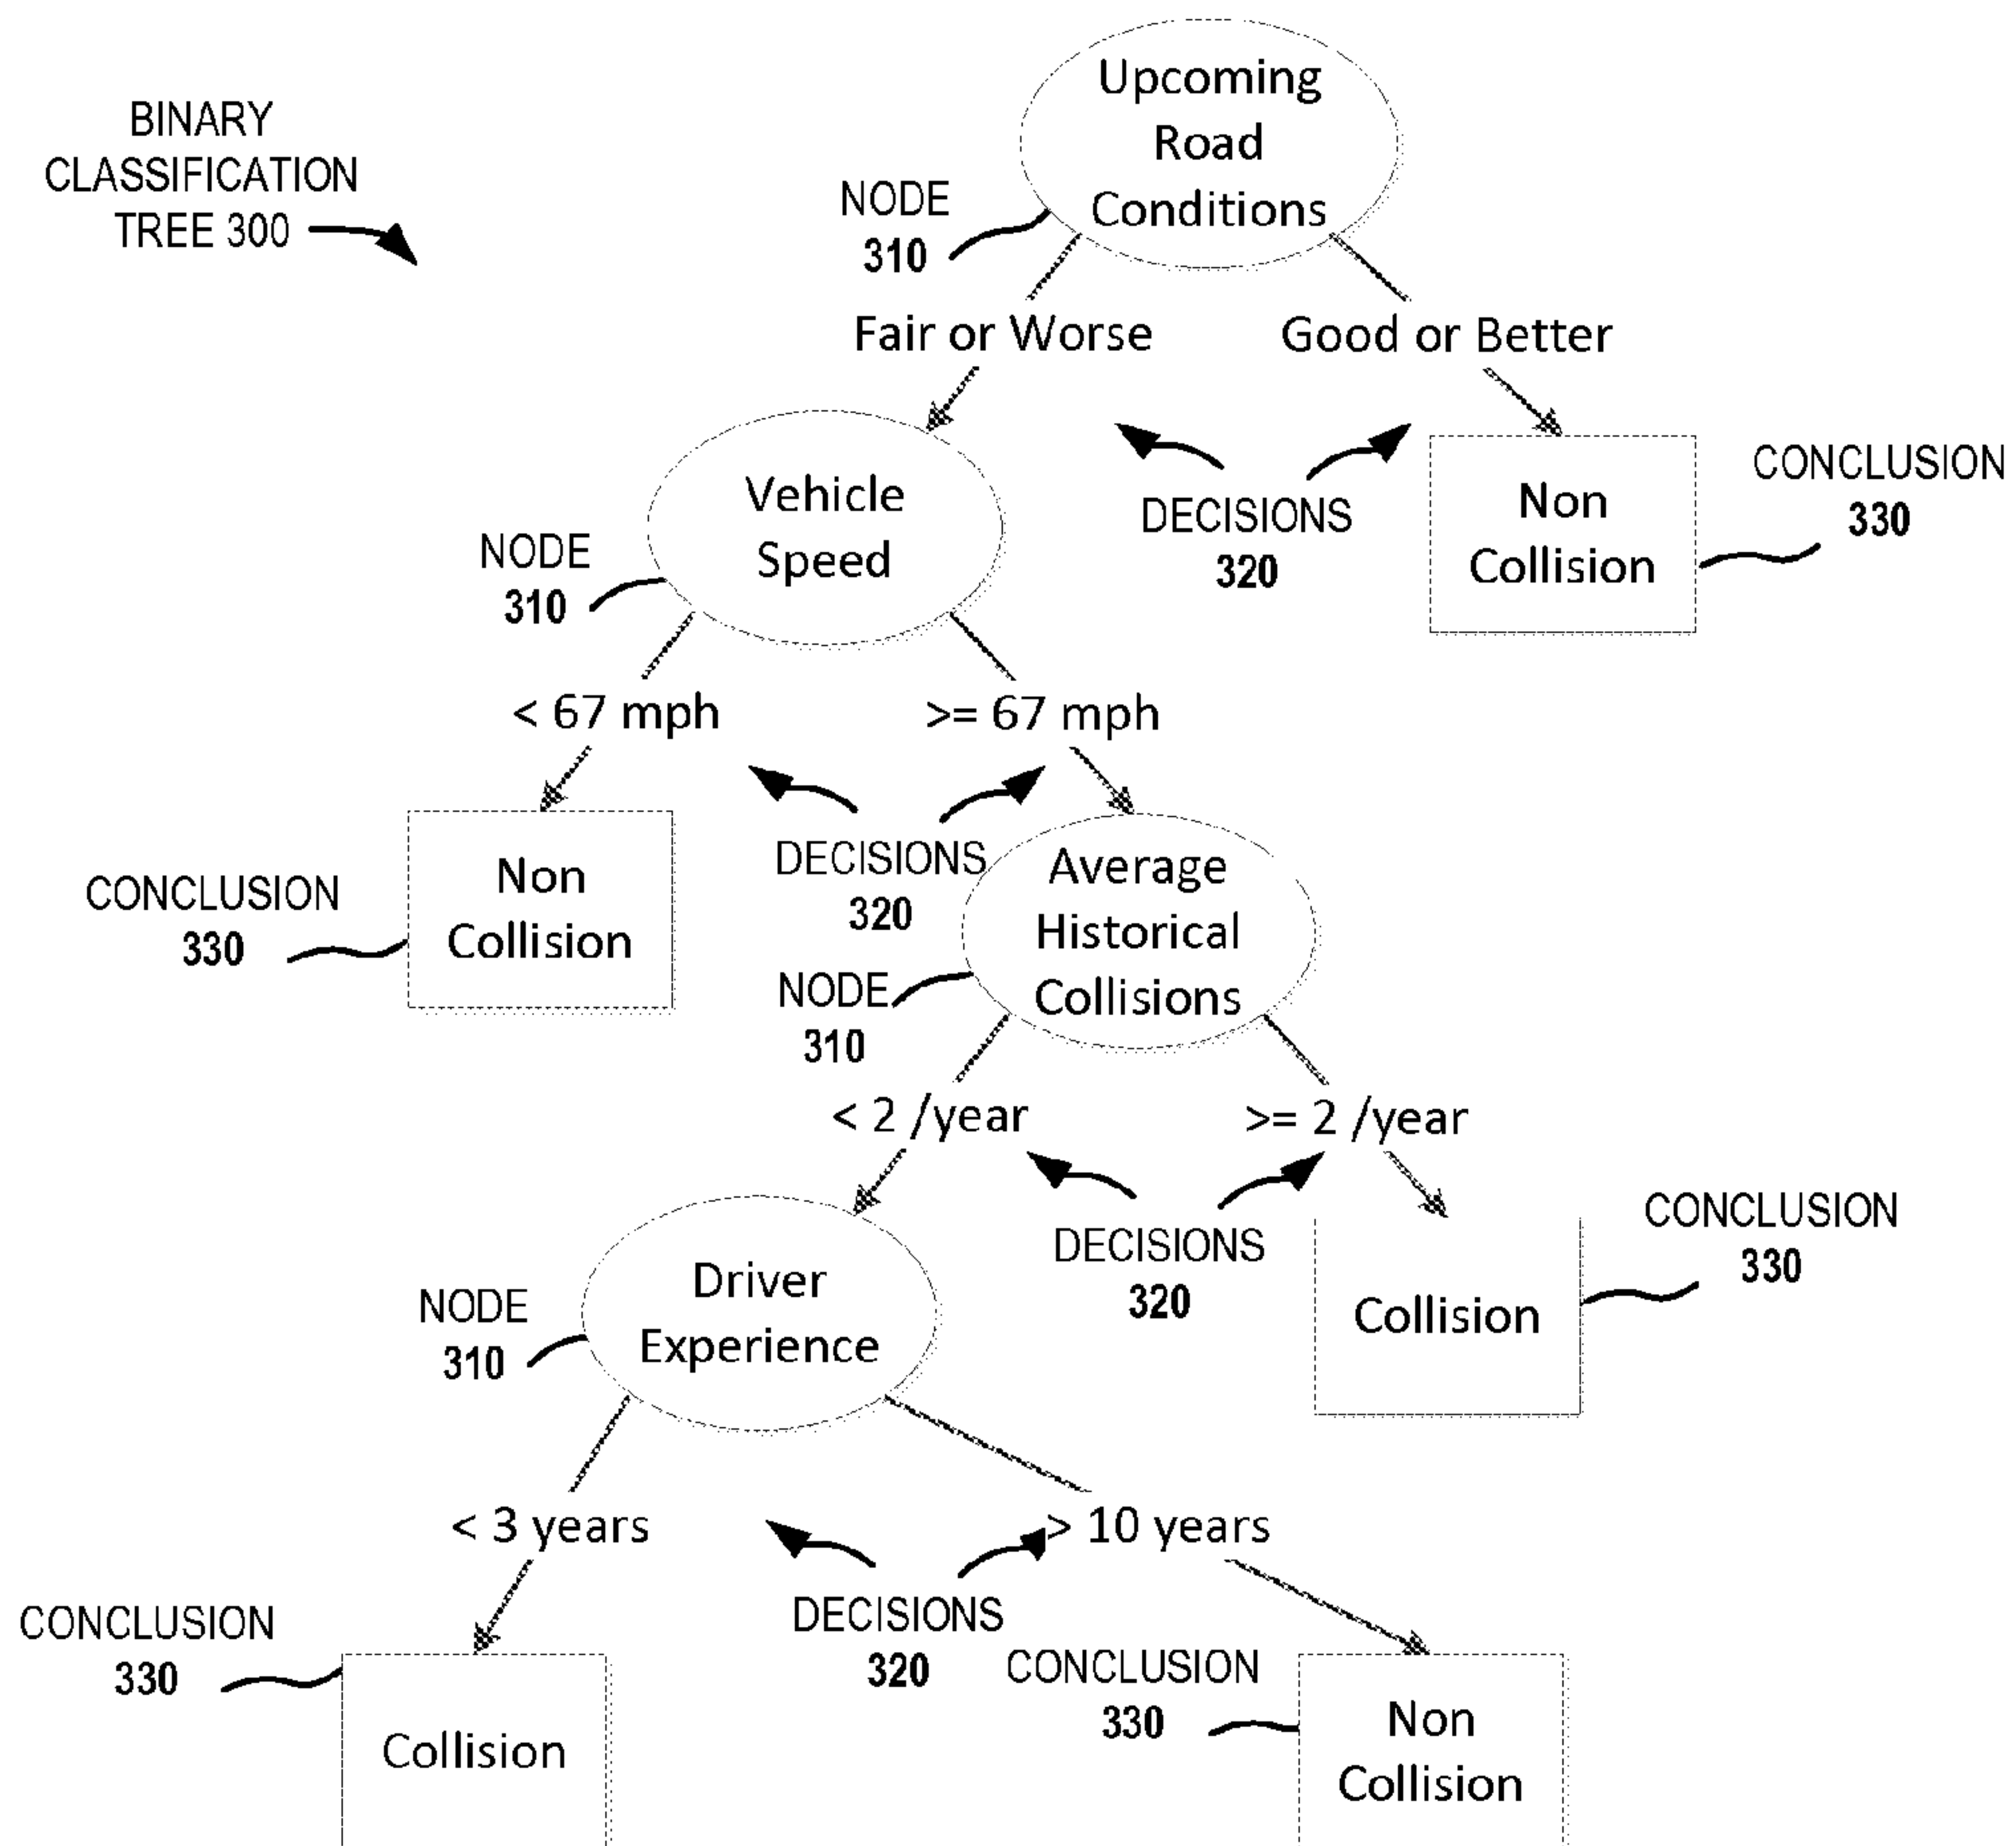 BINARY
CLASSIFICATION
TREE 300
Upcoming
Road
Conditions
NODE
310
Fair or Worse
Good or Better
Vehicle
Speed
NODE
310
DECISIONS
320
Non
Collision
CONCLUSION
330
< 67 mph
>= 67 mph
DECISIONS
320
Non
Collision
CONCLUSION
330
Average
Historical
Collisions
NODE
310
< 2 /year
>= 2 /year
DECISIONS
320
Collision
CONCLUSION
330
Driver
Experience
NODE
310
< 3 years
> 10 years
DECISIONS
320
CONCLUSION
330
Collision
CONCLUSION
330
Non
Collision